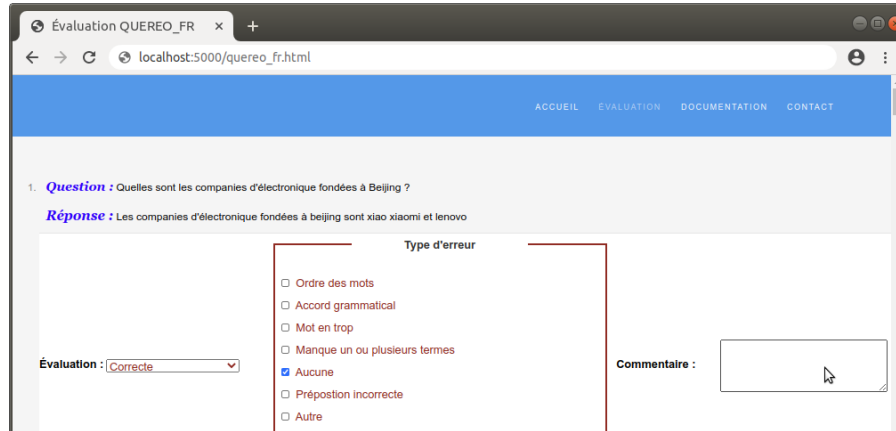 Évaluation QUEREO_FR
localhost:5000/quereo_fr.html
ACCUEIL ÉVALUATION DOCUMENTATION CONTACT
1. Question : Quelles sont les companies d'électronique fondées à Beijing ?
Réponse : Les companies d'électronique fondées à beijing sont xiao xiaomi et lenovo
Type d'erreur
Ordre des mots
Accord grammatical
Mot en trop
Manque un ou plusieurs termes
Évaluation : Correcte
Aucune
Commentaire :
Prépostion incorrecte
Autre